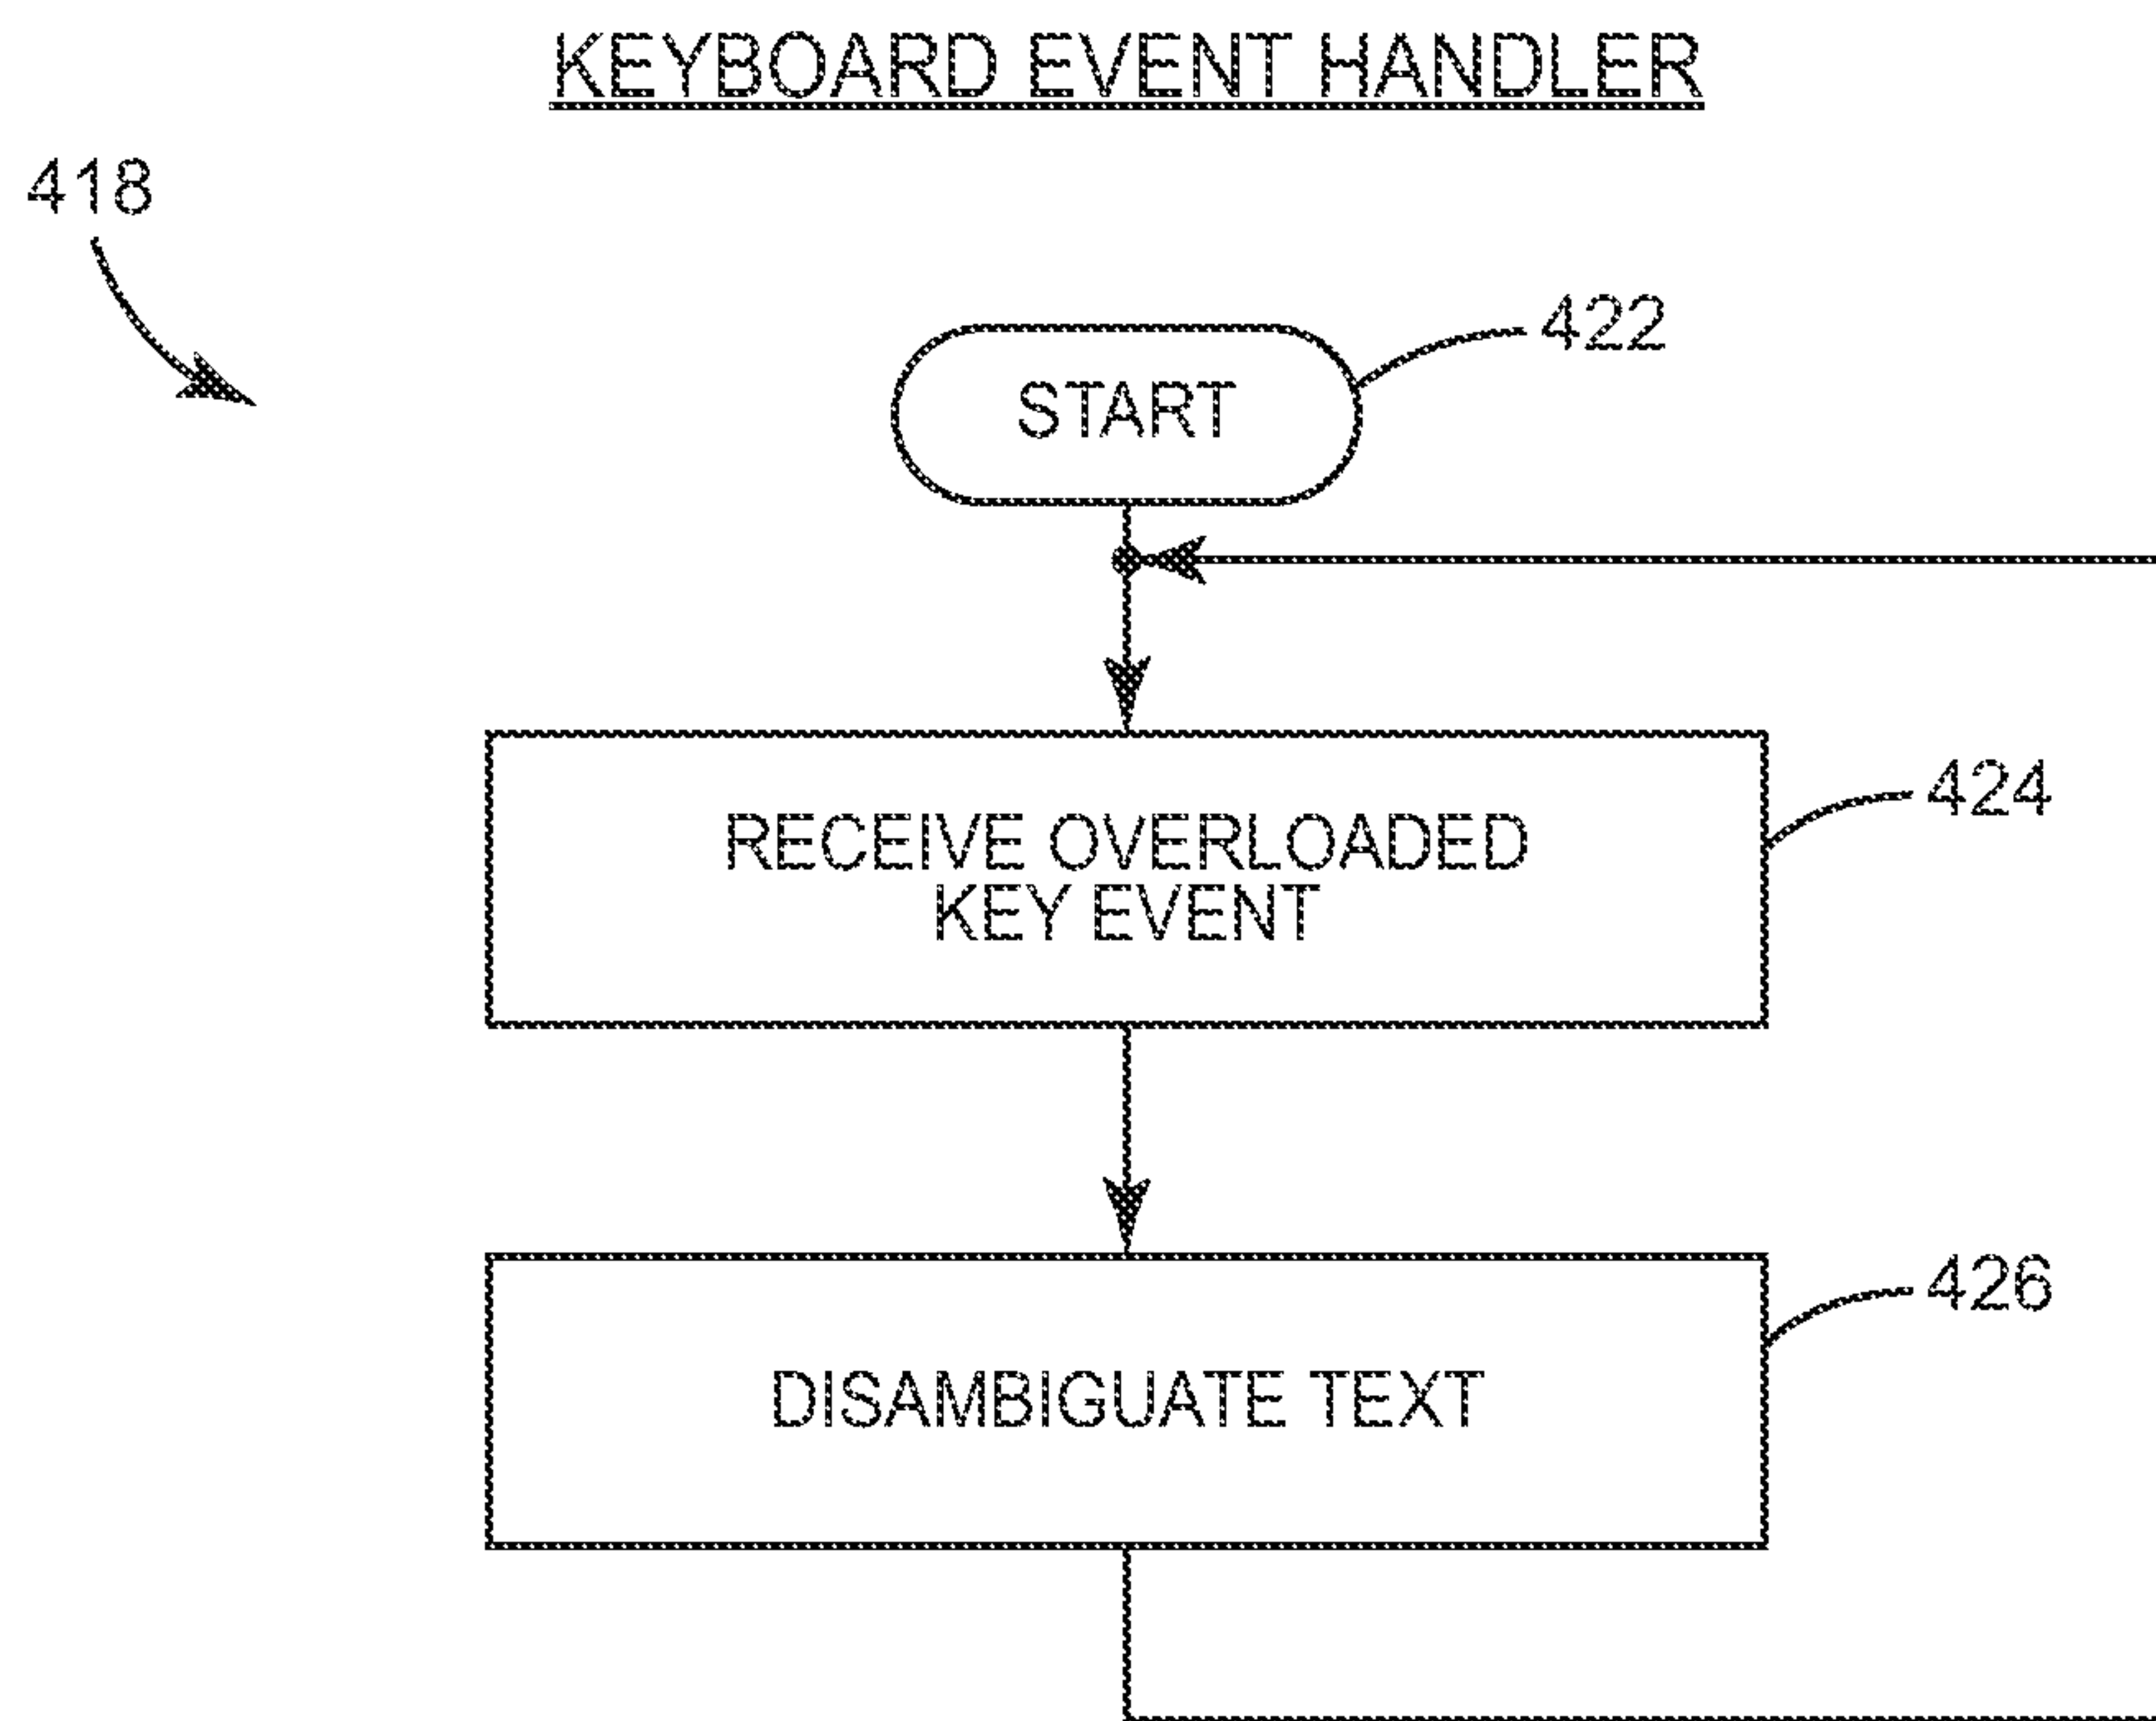 KEYBOARD EVENT HANDLER
418
422
START
424
RECEIVE OVERLOADED
KEY EVENT
426
DISAMBIGUATE TEXT